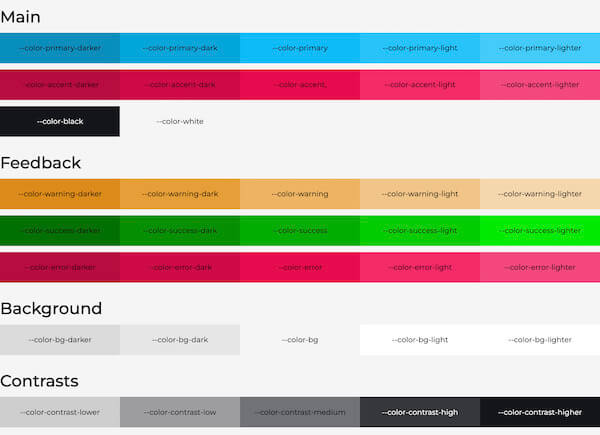 Main
--color-primary-darker --color-primary-dark --color-primary --color-primary-light --color-primary-lighter
--color-accent-darker --color-accent-dark --color-accent, --color-accent-light --color-accent-lighter
--color-black --color-white
Feedback
--color-warning-darker --color-warning-dark --color-warning --color-warning-light --color-warning-lighter
--color-success-darker --color-success-dark --color-success --color-success-light --color-success-lighter
--color-error-darker --color-error-dark --color-error --color-error-light --color-error-lighter
Background
--color-bg-darker --color-bg-dark --color-bg --color-bg-light --color-bg-lighter
Contrasts
--color-contrast-lower --color-contrast-low --color-contrast-medium --color-contrast-high --color-contrast-higher